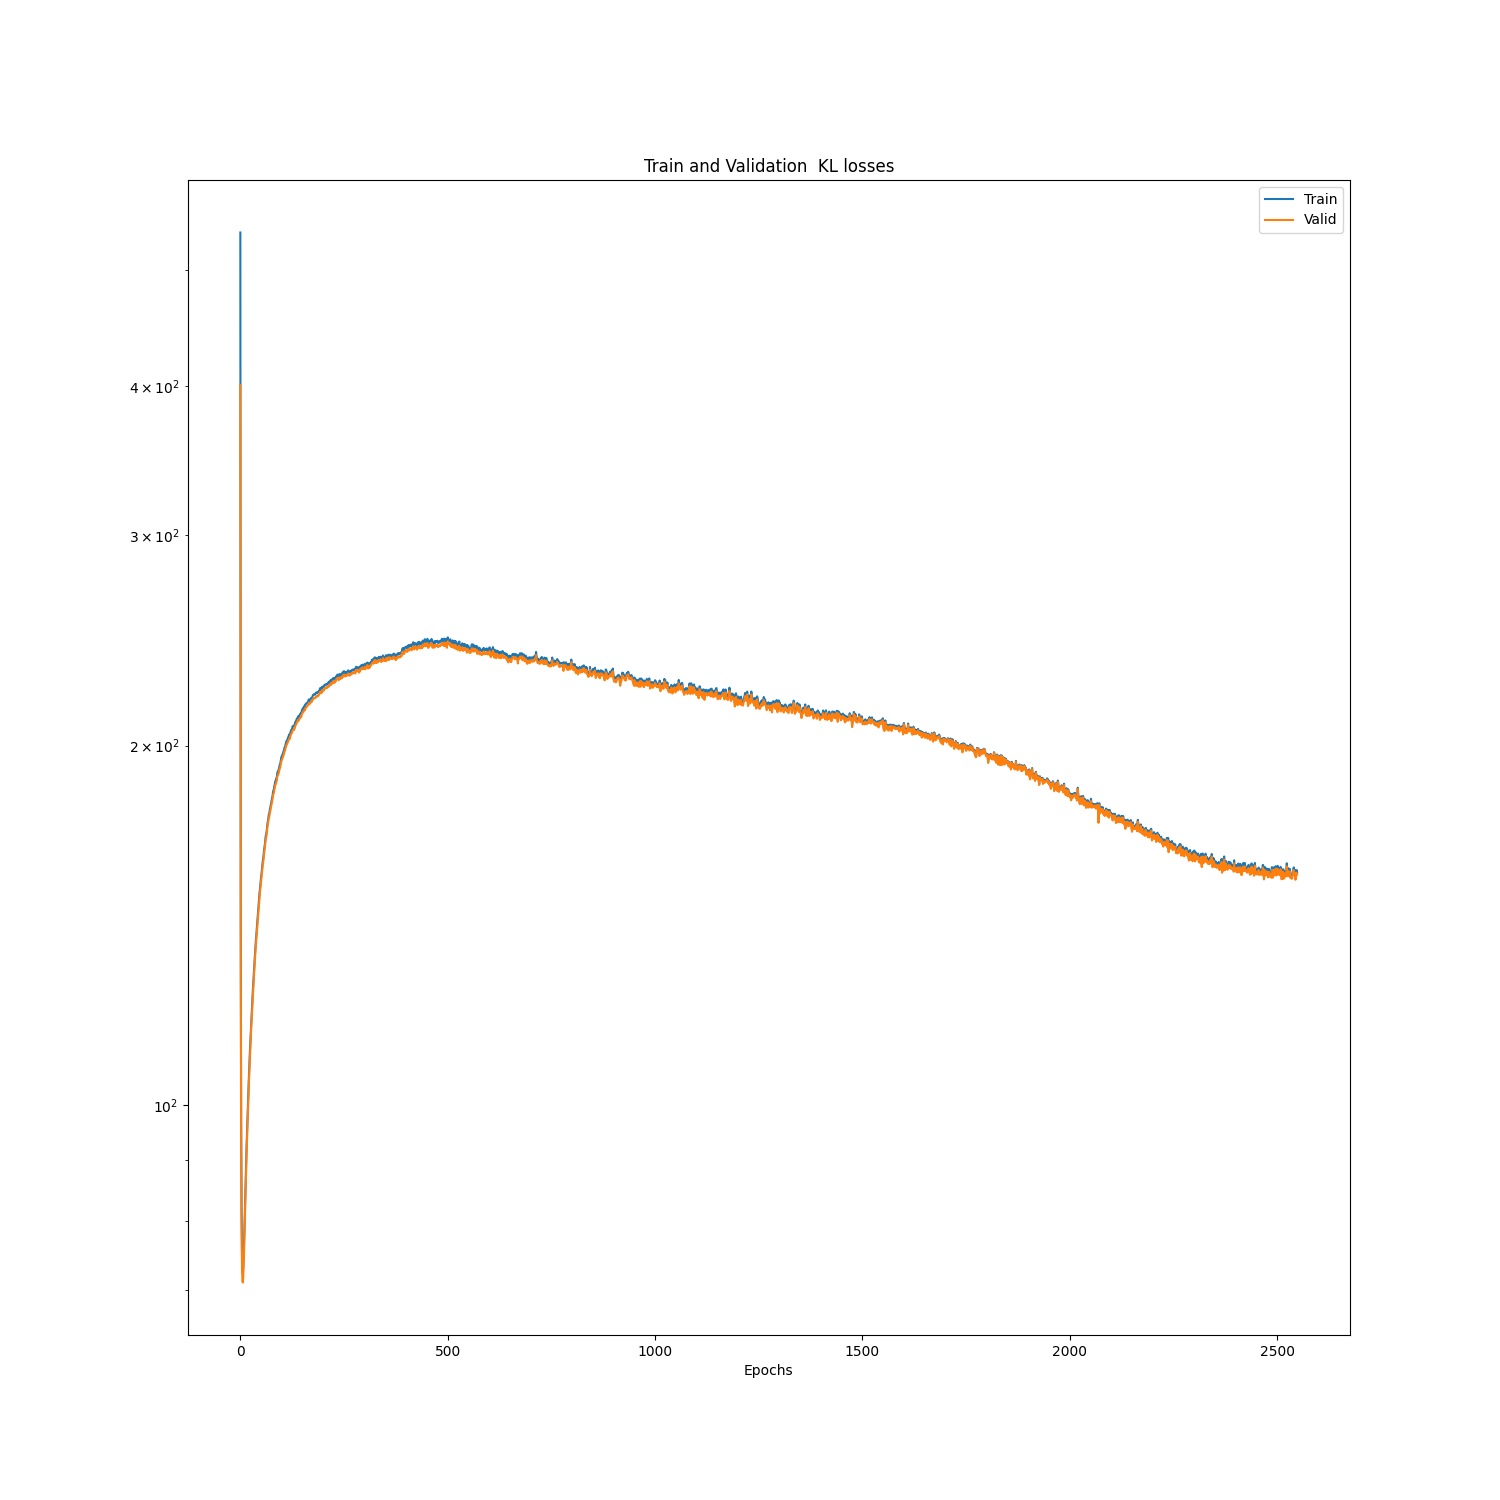 Train and Validation  KL losses
Train
Valid
4 × 10²
3 × 10²
2 × 10²
10²
0 500 1000 1500 2000 2500
Epochs